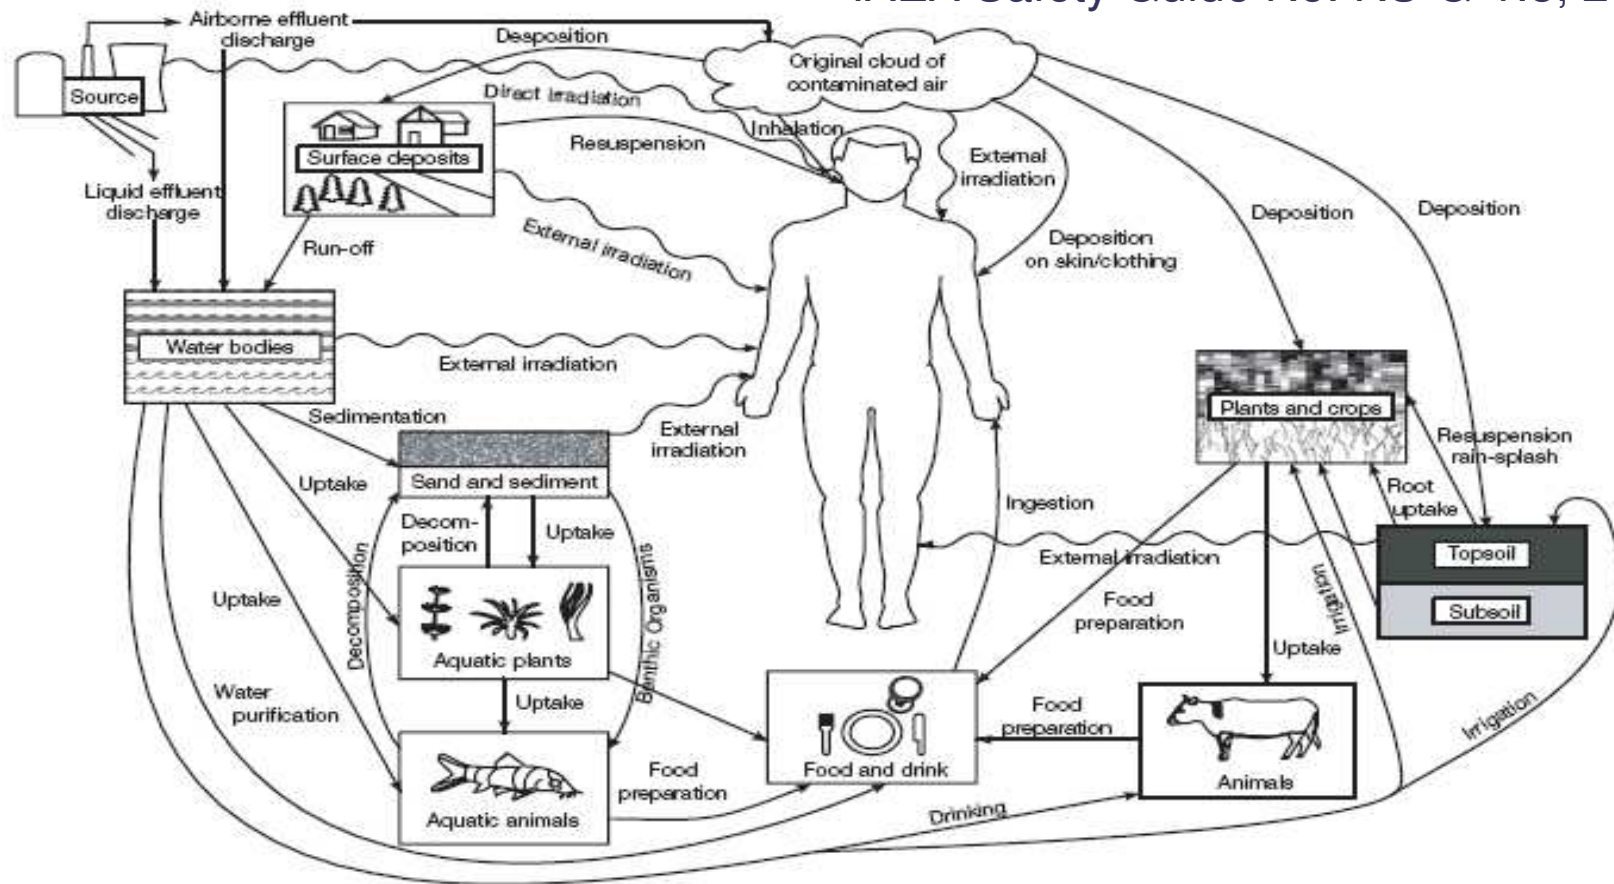 Airborne effluent
discharge
Source
Desposition
Original cloud of
contaminated air
Direct irradiation
Inhalation
Resuspension
External
irradiation
Surface deposits
Liquid effluent
discharge
Run-off
External irradiation
Deposition
on skin/clothing
Deposition
Deposition
Water bodies
External irradiation
Sedimentation
External
irradiation
Plants and crops
Resuspension
rain-splash
Sand and sediment
Uptake
Decom-
position
Uptake
Ingestion
Root
uptake
External irradiation
Topsoil
Subsoil
Uptake
Decomposition
Benthic Organisms
Aquatic plants
Food
preparation
Irrigation
Uptake
Water
purification
Uptake
Food
preparation
Food
preparation
Food and drink
Animals
Irrigation
Aquatic animals
Drinking